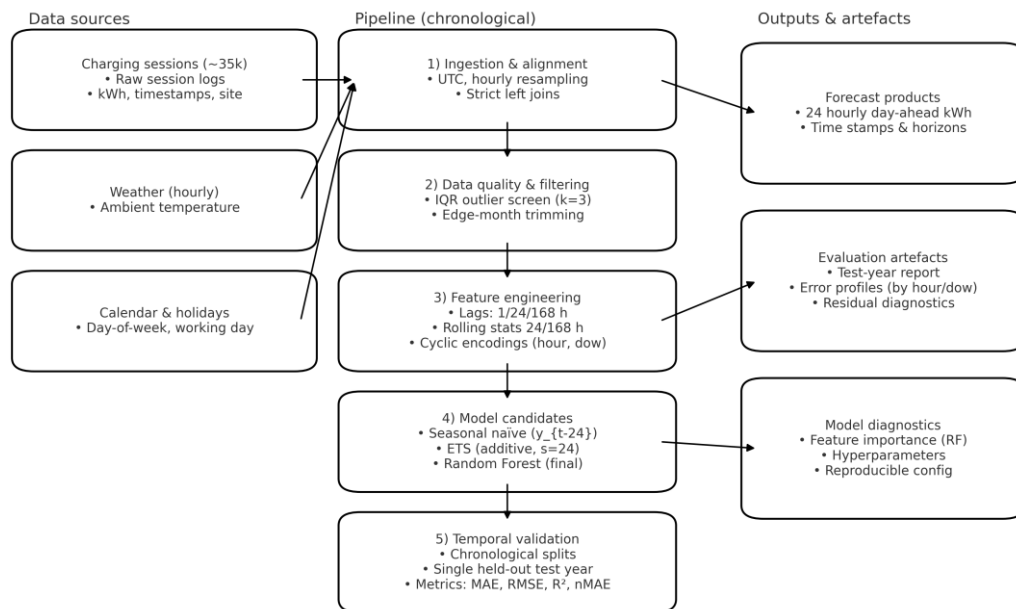 Data sources
Charging sessions (~35k)
• Raw session logs
• kWh, timestamps, site
Weather (hourly)
• Ambient temperature
Calendar & holidays
• Day-of-week, working day
Pipeline (chronological)
1) Ingestion & alignment
• UTC, hourly resampling
• Strict left joins
2) Data quality & filtering
• IQR outlier screen (k=3)
• Edge-month trimming
3) Feature engineering
• Lags: 1/24/168 h
• Rolling stats 24/168 h
• Cyclic encodings (hour, dow)
4) Model candidates
• Seasonal naïve (y_{t-24})
• ETS (additive, s=24)
• Random Forest (final)
5) Temporal validation
• Chronological splits
• Single held-out test year
• Metrics: MAE, RMSE, R², nMAE
Outputs & artefacts
Forecast products
• 24 hourly day-ahead kWh
• Time stamps & horizons
Evaluation artefacts
• Test-year report
• Error profiles (by hour/dow)
• Residual diagnostics
Model diagnostics
• Feature importance (RF)
• Hyperparameters
• Reproducible config